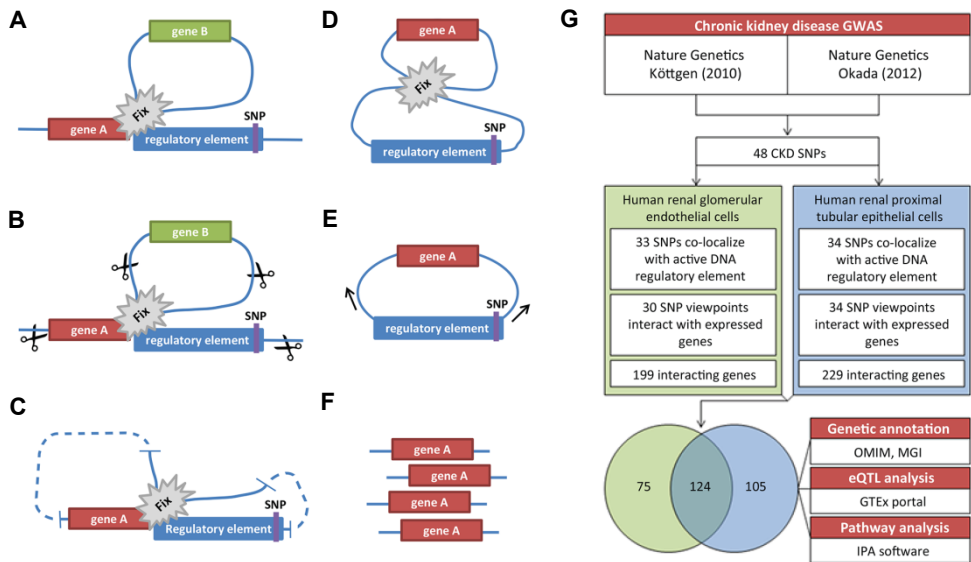 A
gene B
Fix
SNP
gene A
regulatory element
B
gene B
Fix
SNP
gene A
regulatory element
C
Fix
SNP
gene A
Regulatory element
D
gene A
Fix
SNP
regulatory element
E
gene A
SNP
regulatory element
F
gene A
gene A
gene A
gene A
G
Chronic kidney disease GWAS
Nature Genetics
Köttgen (2010)
Nature Genetics
Okada (2012)
48 CKD SNPs
Human renal glomerular
endothelial cells
33 SNPs co-localize
with active DNA
regulatory element
30 SNP viewpoints
interact with expressed
genes
199 interacting genes
Human renal proximal
tubular epithelial cells
34 SNPs co-localize
with active DNA
regulatory element
34 SNP viewpoints
interact with expressed
genes
229 interacting genes
75
124
105
Genetic annotation
OMIM, MGI
eQTL analysis
GTEx portal
Pathway analysis
IPA software